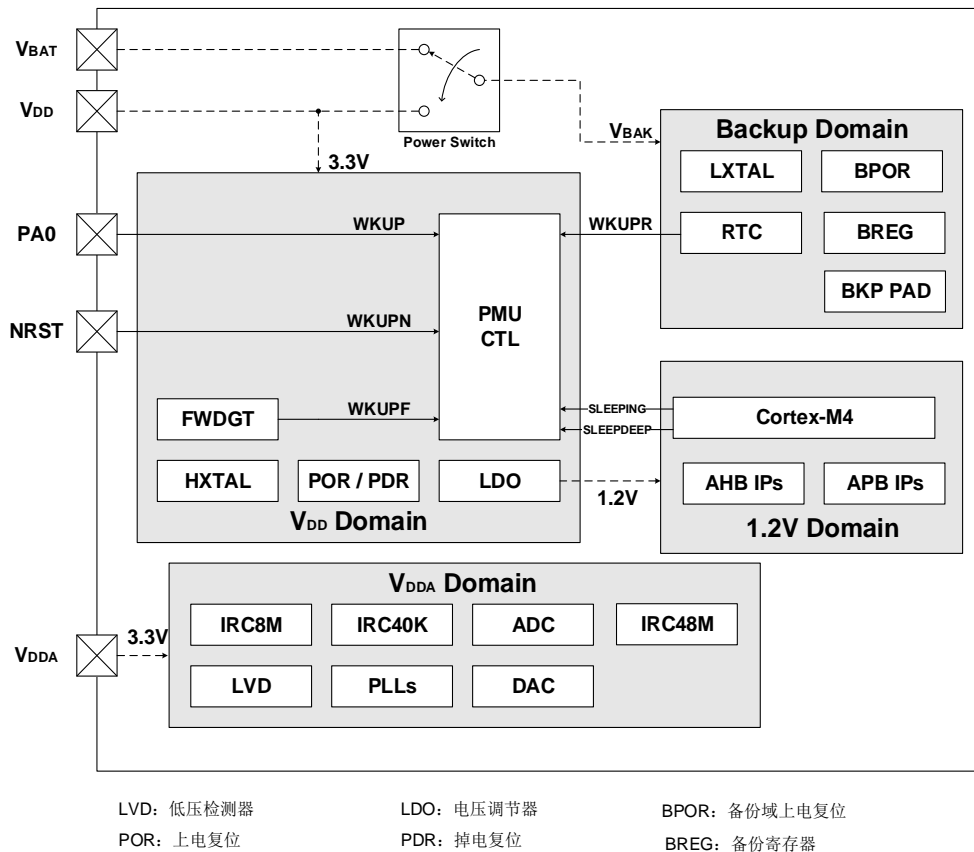 VBAT
VDD
Power Switch
3.3V
VBAK
Backup Domain
LXTAL
BPOR
RTC
BREG
BKP PAD
PA0
WKUP
WKUPR
NRST
WKUPN
PMU
CTL
FWDGT
WKUPF
SLEEPING
SLEEPDEEP
Cortex-M4
HXTAL
POR / PDR
LDO
1.2V
AHB IPs
APB IPs
VDD Domain
1.2V Domain
VDDA Domain
VDDA
3.3V
IRC8M
IRC40K
ADC
IRC48M
LVD
PLLs
DAC
LVD：低压检测器
LDO：电压调节器
BPOR：备份域上电复位
POR：上电复位
PDR：掉电复位
BREG：备份寄存器